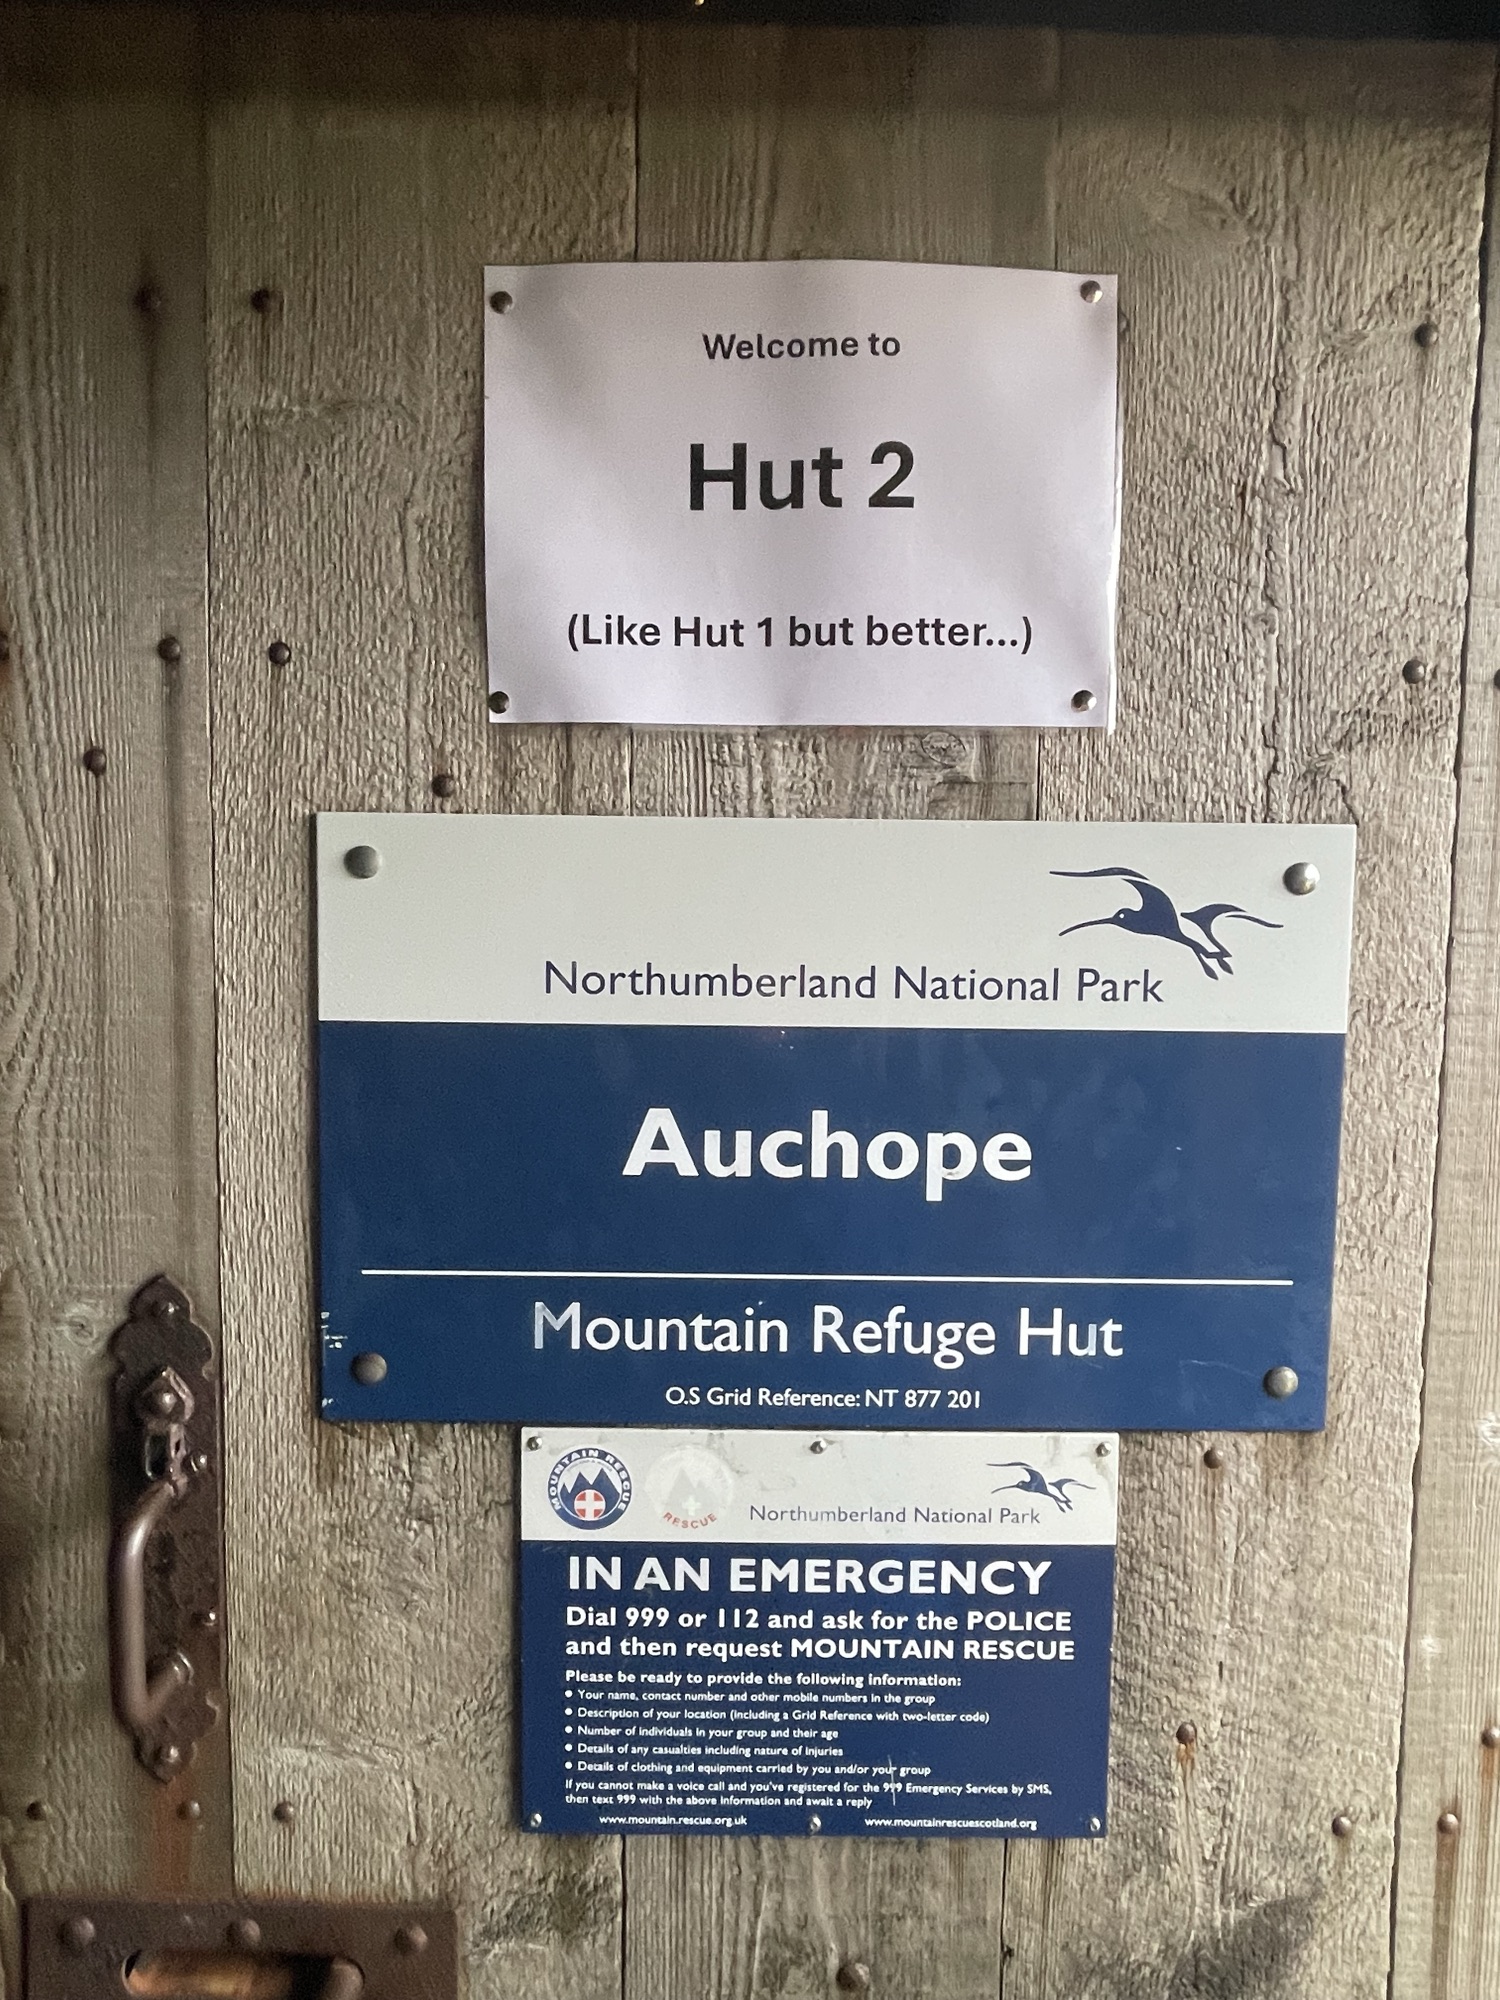 Welcome to
Hut 2
(Like Hut 1 but better...)
Northumberland National Park
Auchope
Mountain Refuge Hut
O.S Grid Reference: NT 877 201
MOUNTAIN RESCUE
RESCUE
Northumberland National Park
IN AN EMERGENCY
Dial 999 or 112 and ask for the POLICE
and then request MOUNTAIN RESCUE
Please be ready to provide the following information:
• Your name, contact number and other mobile numbers in the group
• Description of your location (including a Grid Reference with two-letter code)
• Number of individuals in your group and their age
• Details of any casualties including nature of injuries
• Details of clothing and equipment carried by you and/or your group
If you cannot make a voice call and you've registered for the 999 Emergency Services by SMS,
then text 999 with the above information and await a reply
www.mountain.rescue.org.uk
www.mountainrescuescotland.org